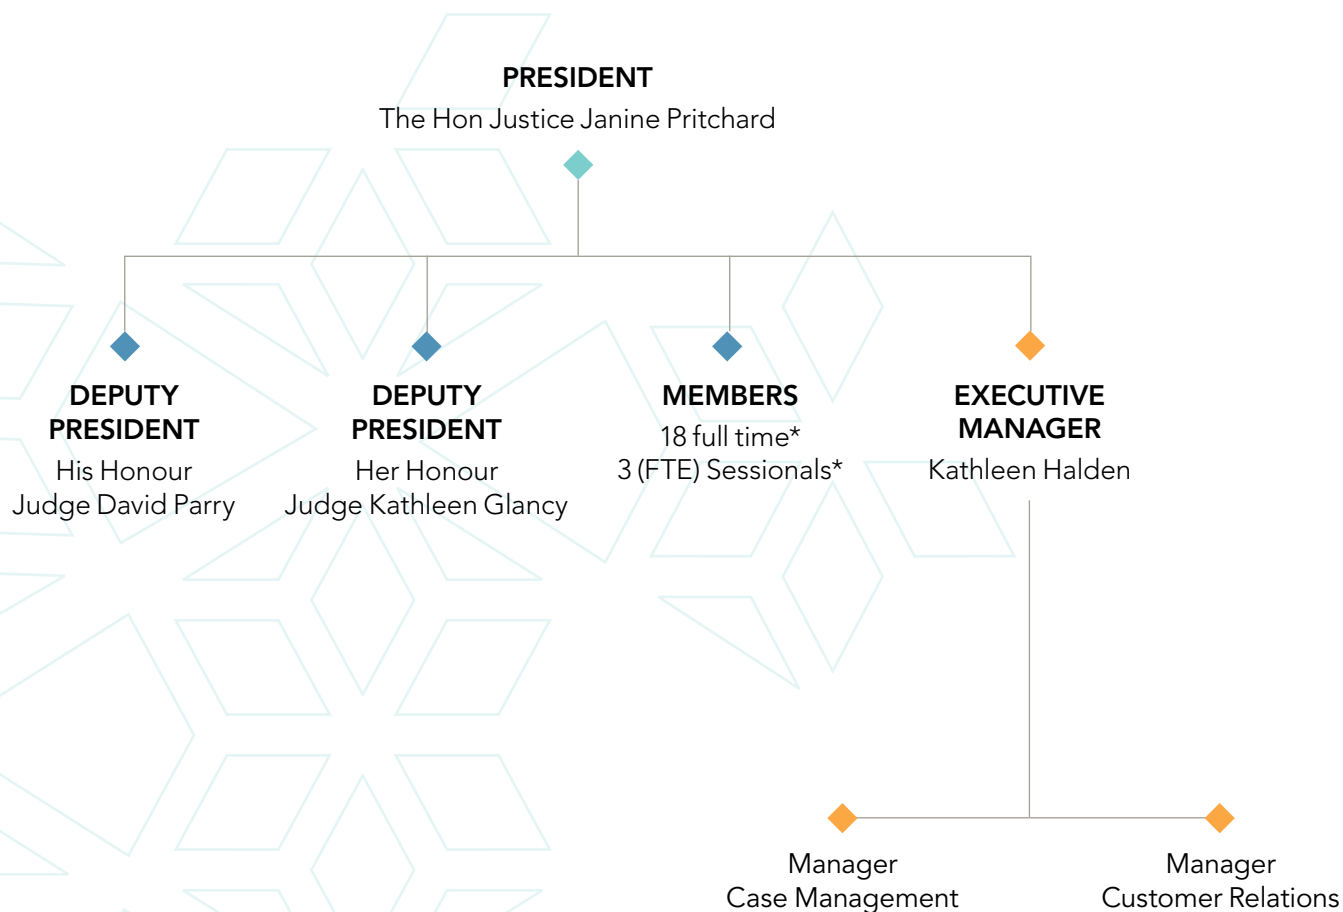 PRESIDENT
The Hon Justice Janine Pritchard
DEPUTY
PRESIDENT
His Honour
Judge David Parry
DEPUTY
PRESIDENT
Her Honour
Judge Kathleen Glancy
MEMBERS
18 full time*
3 (FTE) Sessionals*
EXECUTIVE
MANAGER
Kathleen Halden
Manager
Case Management
Manager
Customer Relations